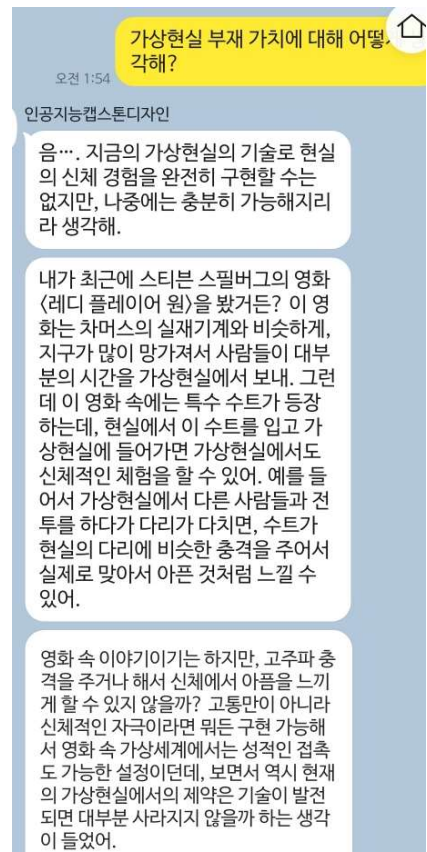 가상현실 부재 가치에 대해 어떻
각해?
오전 1:54
인공지능캡스톤디자인
음…. 지금의 가상현실의 기술로 현실
의 신체 경험을 완전히 구현할 수는
없지만, 나중에는 충분히 가능해지리
라 생각해.
내가 최근에 스티븐 스필버그의 영화
〈레디 플레이어 원〉을 봤거든? 이 영
화는 차머스의 실재기계와 비슷하게,
지구가 많이 망가져서 사람들이 대부
분의 시간을 가상현실에서 보내. 그런
데 이 영화 속에는 특수 수트가 등장
하는데, 현실에서 이 수트를 입고 가
상현실에 들어가면 가상현실에서도
신체적인 체험을 할 수 있어. 예를 들
어서 가상현실에서 다른 사람들과 전
투를 하다가 다리가 다치면, 수트가
현실의 다리에 비슷한 충격을 주어서
실제로 맞아서 아픈 것처럼 느낄 수
있어.
영화 속 이야기이기는 하지만, 고주파 충
격을 주거나 해서 신체에서 아픔을 느끼
게 할 수 있지 않을까? 고통만이 아니라
신체적인 자극이라면 뭐든 구현 가능해
서 영화 속 가상세계에서는 성적인 접촉
도 가능한 설정이던데, 보면서 역시 현재
의 가상현실에서의 제약은 기술이 발전
되면 대부분 사라지지 않을까 하는 생각
이 들었어.